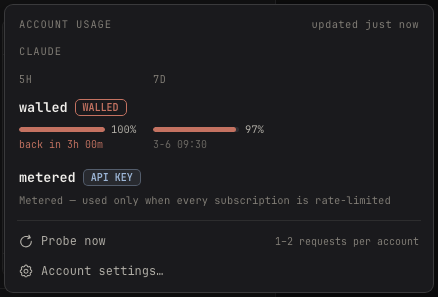 ACCOUNT USAGE updated just now
CLAUDE
5H 7D
walled WALLED
100% 97%
back in 3h 00m 3-6 09:30
metered API KEY
Metered — used only when every subscription is rate-limited
Probe now 1–2 requests per account
Account settings…